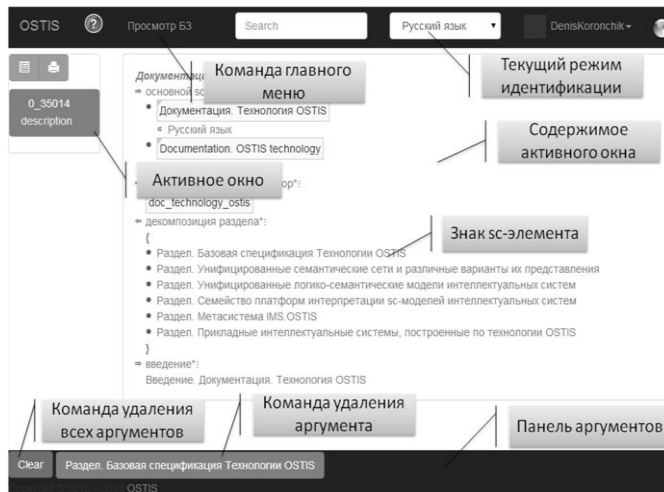 OSTIS ? Просмотр БЗ Search Русский язык DenisKoronchik
Команда главного
меню
Текущий режим
идентификации
0_35014
description
основной
• Документация. Технология OSTIS
Русский язык
• Documentation. OSTIS technology
Содержимое
активного окна
Активное окно
doc_technology_ostis
декомпозиция раздела*:
{
Знак sc-элемента
• Раздел. Базовая спецификация Технологии OSTIS
• Раздел. Унифицированные семантические сети и различные варианты их представления
• Раздел. Унифицированные логико-семантические модели интеллектуальных систем
• Раздел. Семейство платформ интерпретации sc-моделей интеллектуальных систем
• Раздел. Метасистема IMS.OSTIS
• Раздел. Прикладные интеллектуальные системы, построенные по технологии OSTIS
}
введение*:
Введение. Документация. Технология OSTIS
Команда удаления
всех аргументов
Команда удаления
аргумента
Панель аргументов
Clear Раздел. Базовая спецификация Технологии OSTIS
OSTIS